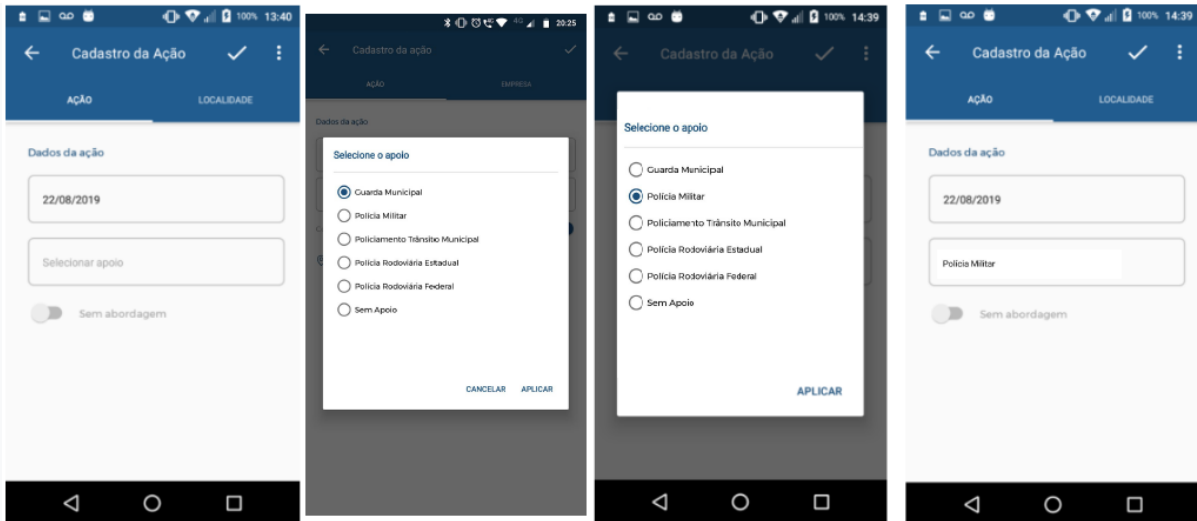 100% 13:40
Cadastro da Ação
AÇÃO LOCALIDADE
Dados da ação
22/08/2019
Selecionar apoio
Sem abordagem
4G 20:25
Cadastro da ação
AÇÃO EMPRESA
Dados da ação
Selecione o apoio
Guarda Municipal
Polícia Militar
Policiamento Trânsito Municipal
Polícia Rodoviária Estadual
Polícia Rodoviária Federal
Sem Apoio
CANCELAR APLICAR
100% 14:39
Cadastro da Ação
Selecione o apoio
Guarda Municipal
Polícia Militar
Policiamento Trânsito Municipal
Polícia Rodoviária Estadual
Polícia Rodoviária Federal
Sem Apoio
APLICAR
100% 14:39
Cadastro da Ação
AÇÃO LOCALIDADE
Dados da ação
22/08/2019
Polícia Militar
Sem abordagem